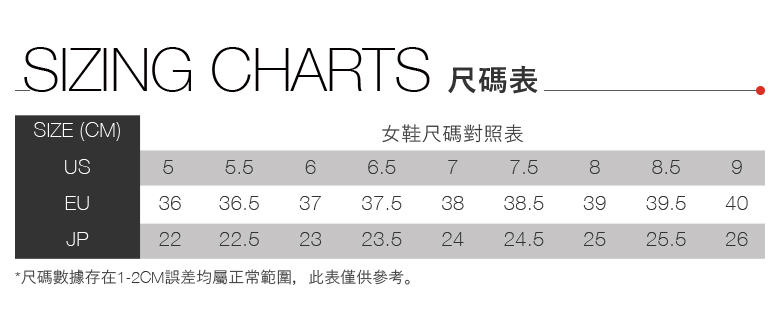 SIZING CHARTS 尺碼表
SIZE (CM) 女鞋尺碼對照表
US 5 5.5 6 6.5 7 7.5 8 8.5 9
EU 36 36.5 37 37.5 38 38.5 39 39.5 40
JP 22 22.5 23 23.5 24 24.5 25 25.5 26
*尺碼數據存在1-2CM誤差均屬正常範圍，此表僅供參考。